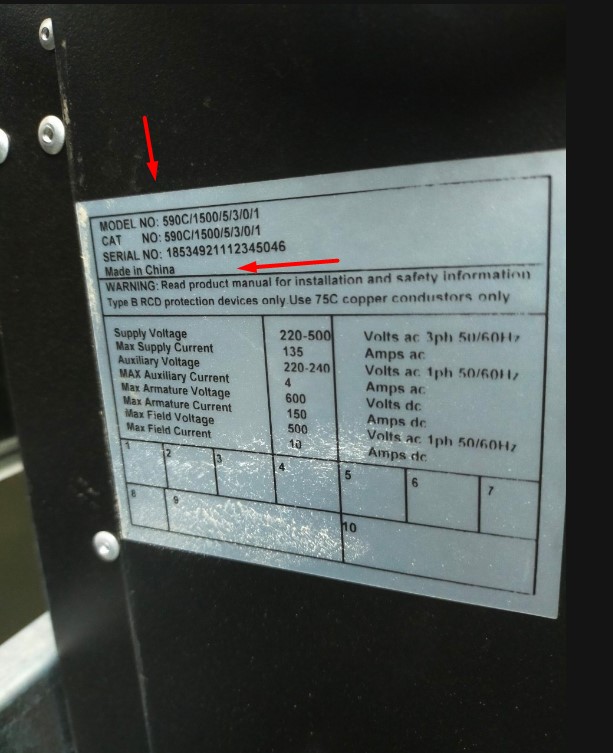 MODEL NO: 590C/1500/5/3/0/1
CAT NO: 590C/1500/5/3/0/1
SERIAL NO: 18534921112345046
Made in China
WARNING: Read product manual for installation and safety information
Type B RCD protection devices only.Use 75C copper condustors only
Supply Voltage 220-500 Volts ac 3ph 50/60Hz
Max Supply Current 135 Amps ac
Auxiliary Voltage 220-240 Volts ac 1ph 50/60Hz
MAX Auxiliary Current 4 Amps ac
Max Armature Voltage 600 Volts dc
Max Armature Current 150 Amps dc
Max Field Voltage 500 Volts ac 1ph 50/60Hz
Max Field Current 10 Amps dc
1 2 3 4 5 6 7
8 9 10